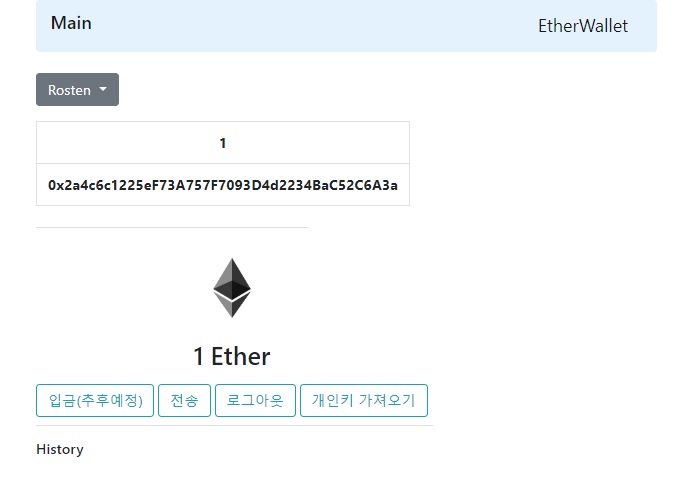 Main EtherWallet
Rosten
1
0x2a4c6c1225eF73A757F7093D4d2234BaC52C6A3a
1 Ether
입금(추후예정) 전송 로그아웃 개인키 가져오기
History